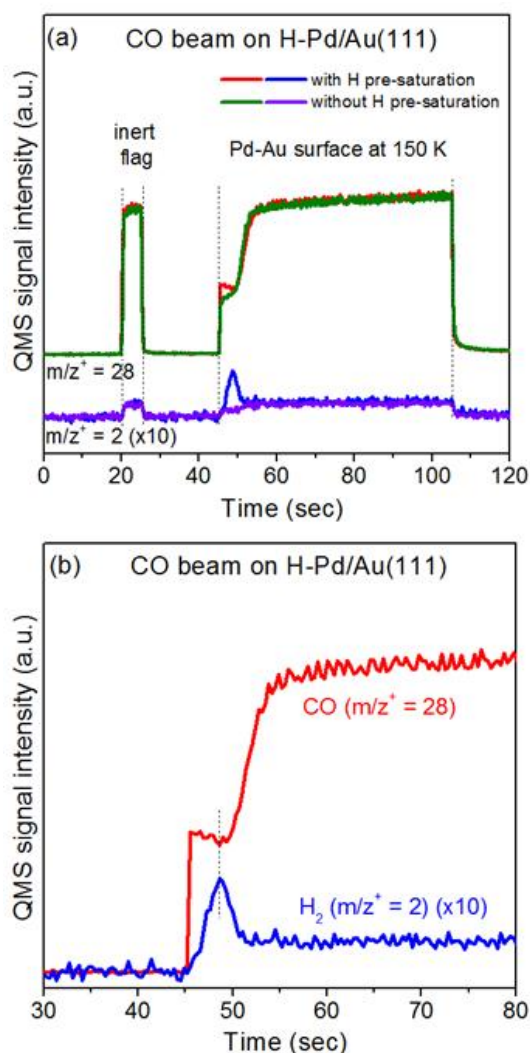 (a) CO beam on H-Pd/Au(111)
with H pre-saturation
without H pre-saturation
inert
flag
Pd-Au surface at 150 K
QMS signal intensity (a.u.)
m/z⁺ = 28
m/z⁺ = 2 (x10)
0 20 40 60 80 100 120
Time (sec)
(b) CO beam on H-Pd/Au(111)
QMS signal intensity (a.u.)
CO (m/z⁺ = 28)
H₂ (m/z⁺ = 2) (x10)
30 40 50 60 70 80
Time (sec)